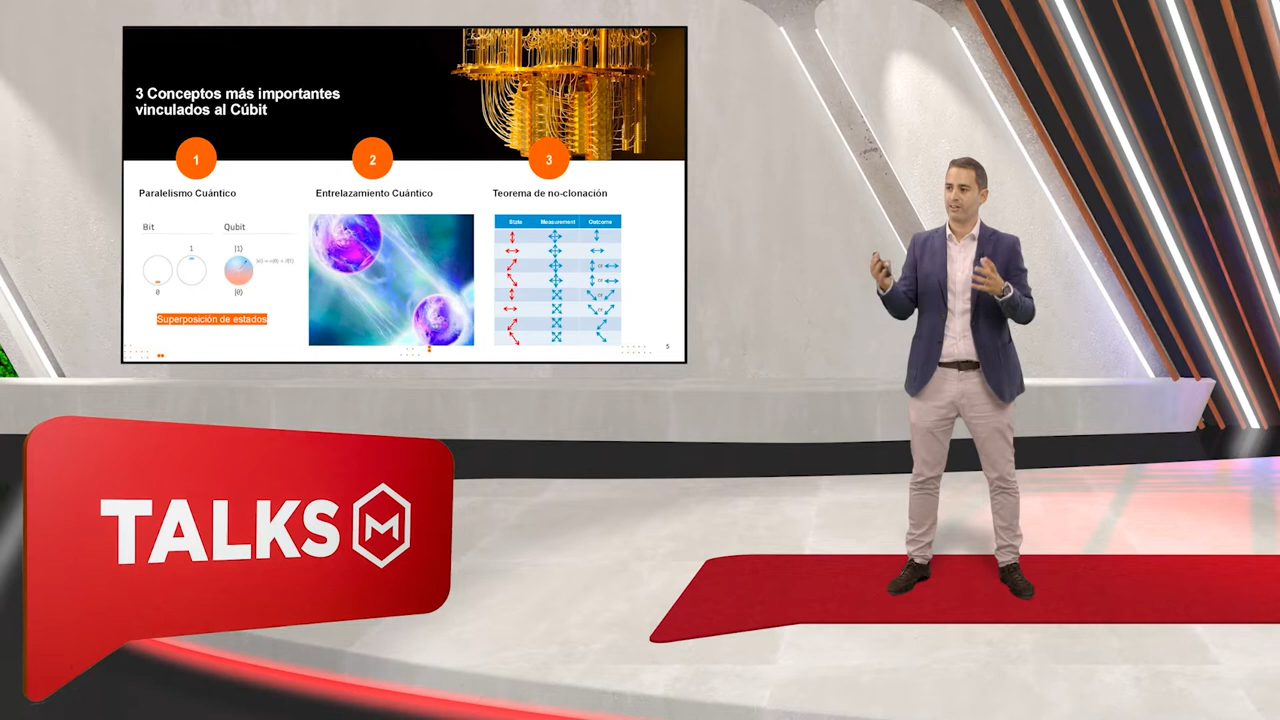 3 Conceptos más importantes
vinculados al Cúbit
1
2
3
Paralelismo Cuántico
Entrelazamiento Cuántico
Teorema de no-clonación
Bit
Qubit
State
Measurement
Outcome
1
|1⟩
0
|0⟩
Superposición de estados
5
TALKS M